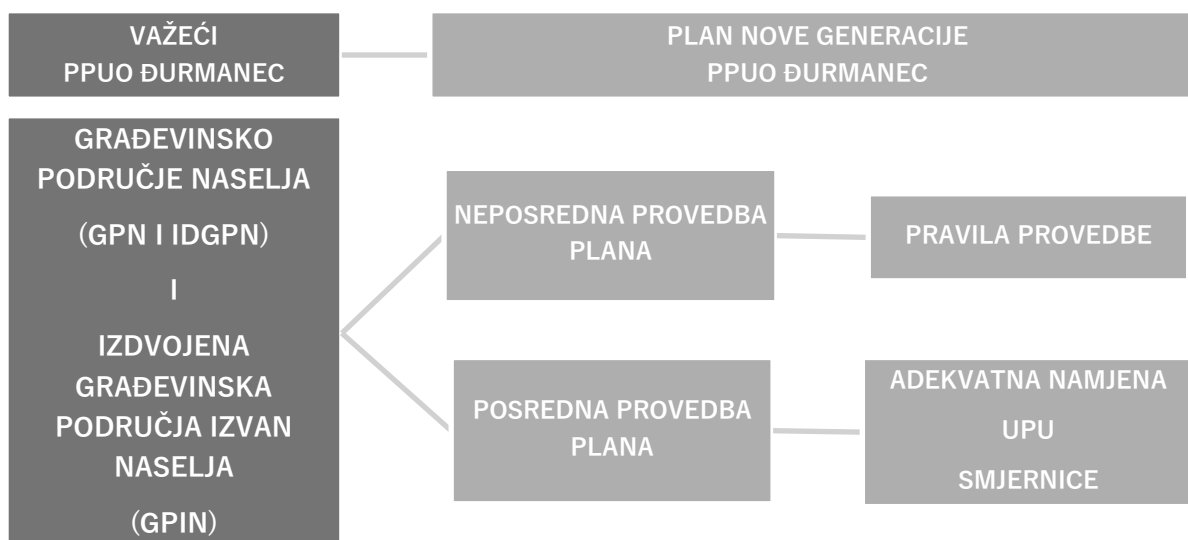 VAŽEĆI
PPUO ĐURMANEC
PLAN NOVE GENERACIJE
PPUO ĐURMANEC
GRAĐEVINSKO
PODRUČJE NASELJA
(GPN I IDGPN)
I
IZDVOJENA
GRAĐEVINSKA
PODRUČJA IZVAN
NASELJA
(GPIN)
NEPOSREDNA PROVEDBA
PLANA
PRAVILA PROVEDBE
POSREDNA PROVEDBA
PLANA
ADEKVATNA NAMJENA
UPU
SMJERNICE